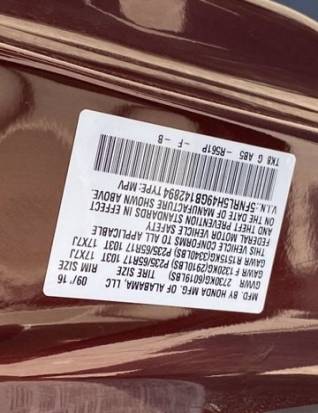 MFD. BY HONDA MFG. OF ALABAMA, LLC 09/16
GVWR 2730KG(6019LBS) TIRE SIZE RIM SIZE
GAWR F 1320KG(2910LBS) P235/65R17 103T 17X7J
GAWR R 1515KG(3340LBS) P235/65R17 103T 17X7J
THIS VEHICLE CONFORMS TO ALL APPLICABLE
FEDERAL MOTOR VEHICLE SAFETY
AND THEFT PREVENTION STANDARDS IN EFFECT
ON THE DATE OF MANUFACTURE SHOWN ABOVE.
V.I.N.: 5FNRL5H49GB142894 TYPE: MPV
TK8 G AB5 -R561P -F -B